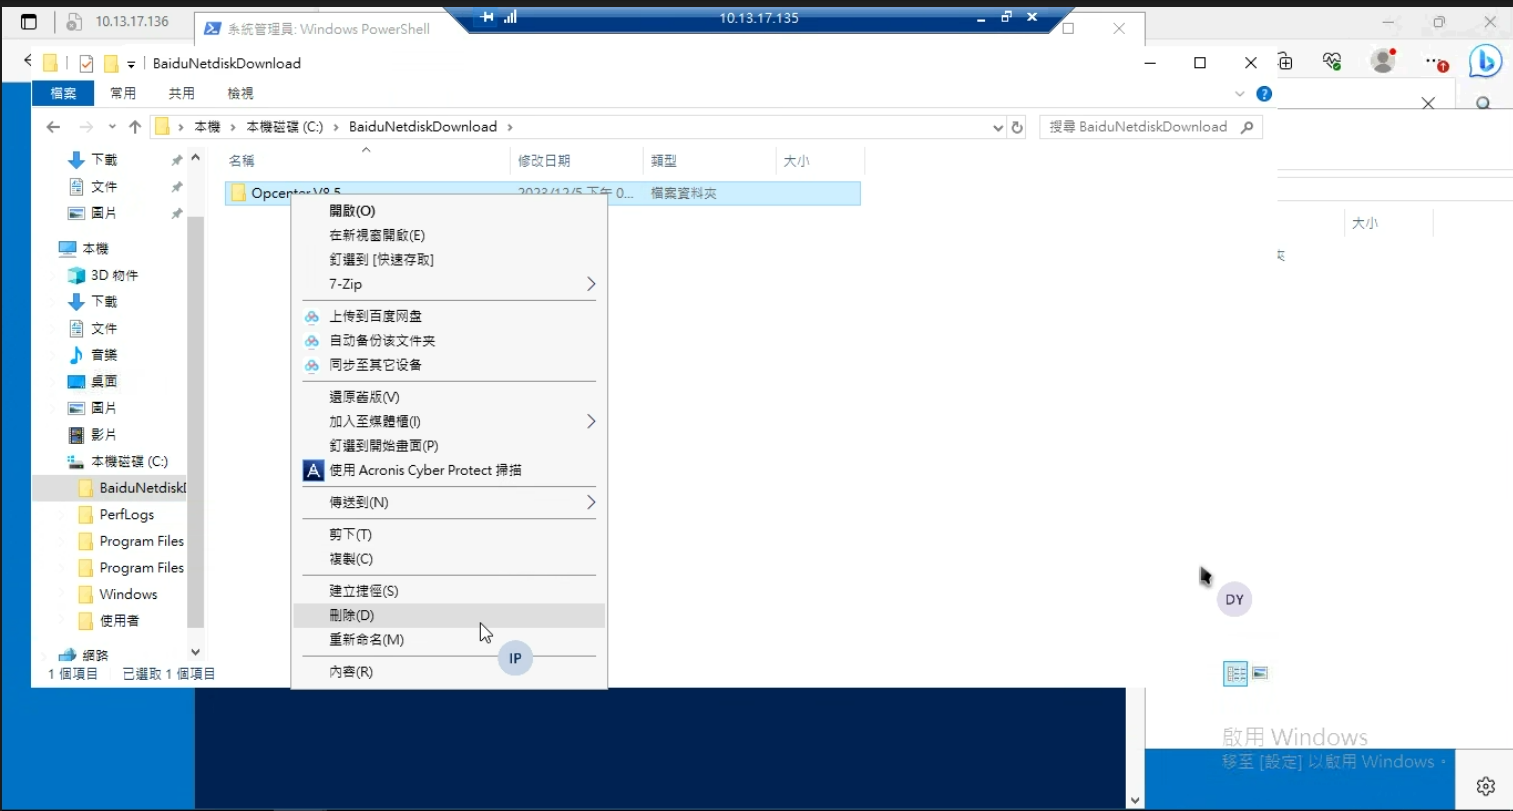 10.13.17.136
系統管理員: Windows PowerShell
10.13.17.135
BaiduNetdiskDownload
檔案 常用 共用 檢視
本機 本機磁碟 (C:) BaiduNetdiskDownload
搜尋 BaiduNetdiskDownload
名稱 修改日期 類型 大小
Opcenter V8.5 2023/12/5 下午 0... 檔案資料夾
下載
文件
圖片
本機
3D 物件
下載
文件
音樂
桌面
圖片
影片
本機磁碟 (C:)
BaiduNetdiskD
PerfLogs
Program Files
Program Files
Windows
使用者
網路
1 個項目 已選取 1 個項目
開啟(O)
在新視窗開啟(E)
釘選到 [快速存取]
7-Zip
上传到百度网盘
自动备份该文件夹
同步至其它设备
還原舊版(V)
加入至媒體櫃(I)
釘選到開始畫面(P)
使用 Acronis Cyber Protect 掃描
傳送到(N)
剪下(T)
複製(C)
建立捷徑(S)
刪除(D)
重新命名(M)
內容(R)
IP
DY
大小
啟用 Windows
移至 [設定] 以啟用 Windows。